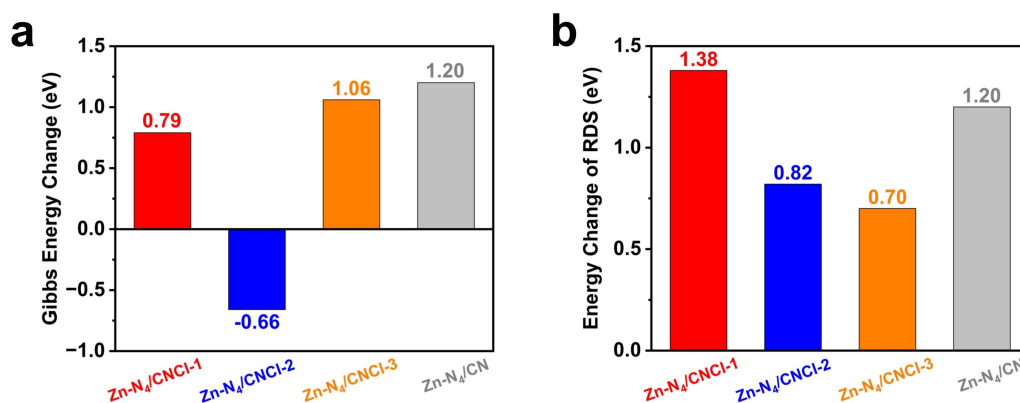 a
Gibbs Energy Change (eV)
1.5
1.0
0.5
0.0
−0.5
−1.0
0.79
-0.66
1.06
1.20
Zn-N₄/CNCl-1
Zn-N₄/CNCl-2
Zn-N₄/CNCl-3
Zn-N₄/CN
b
Energy Change of RDS (eV)
1.5
1.0
0.5
0.0
1.38
0.82
0.70
1.20
Zn-N₄/CNCl-1
Zn-N₄/CNCl-2
Zn-N₄/CNCl-3
Zn-N₄/CN